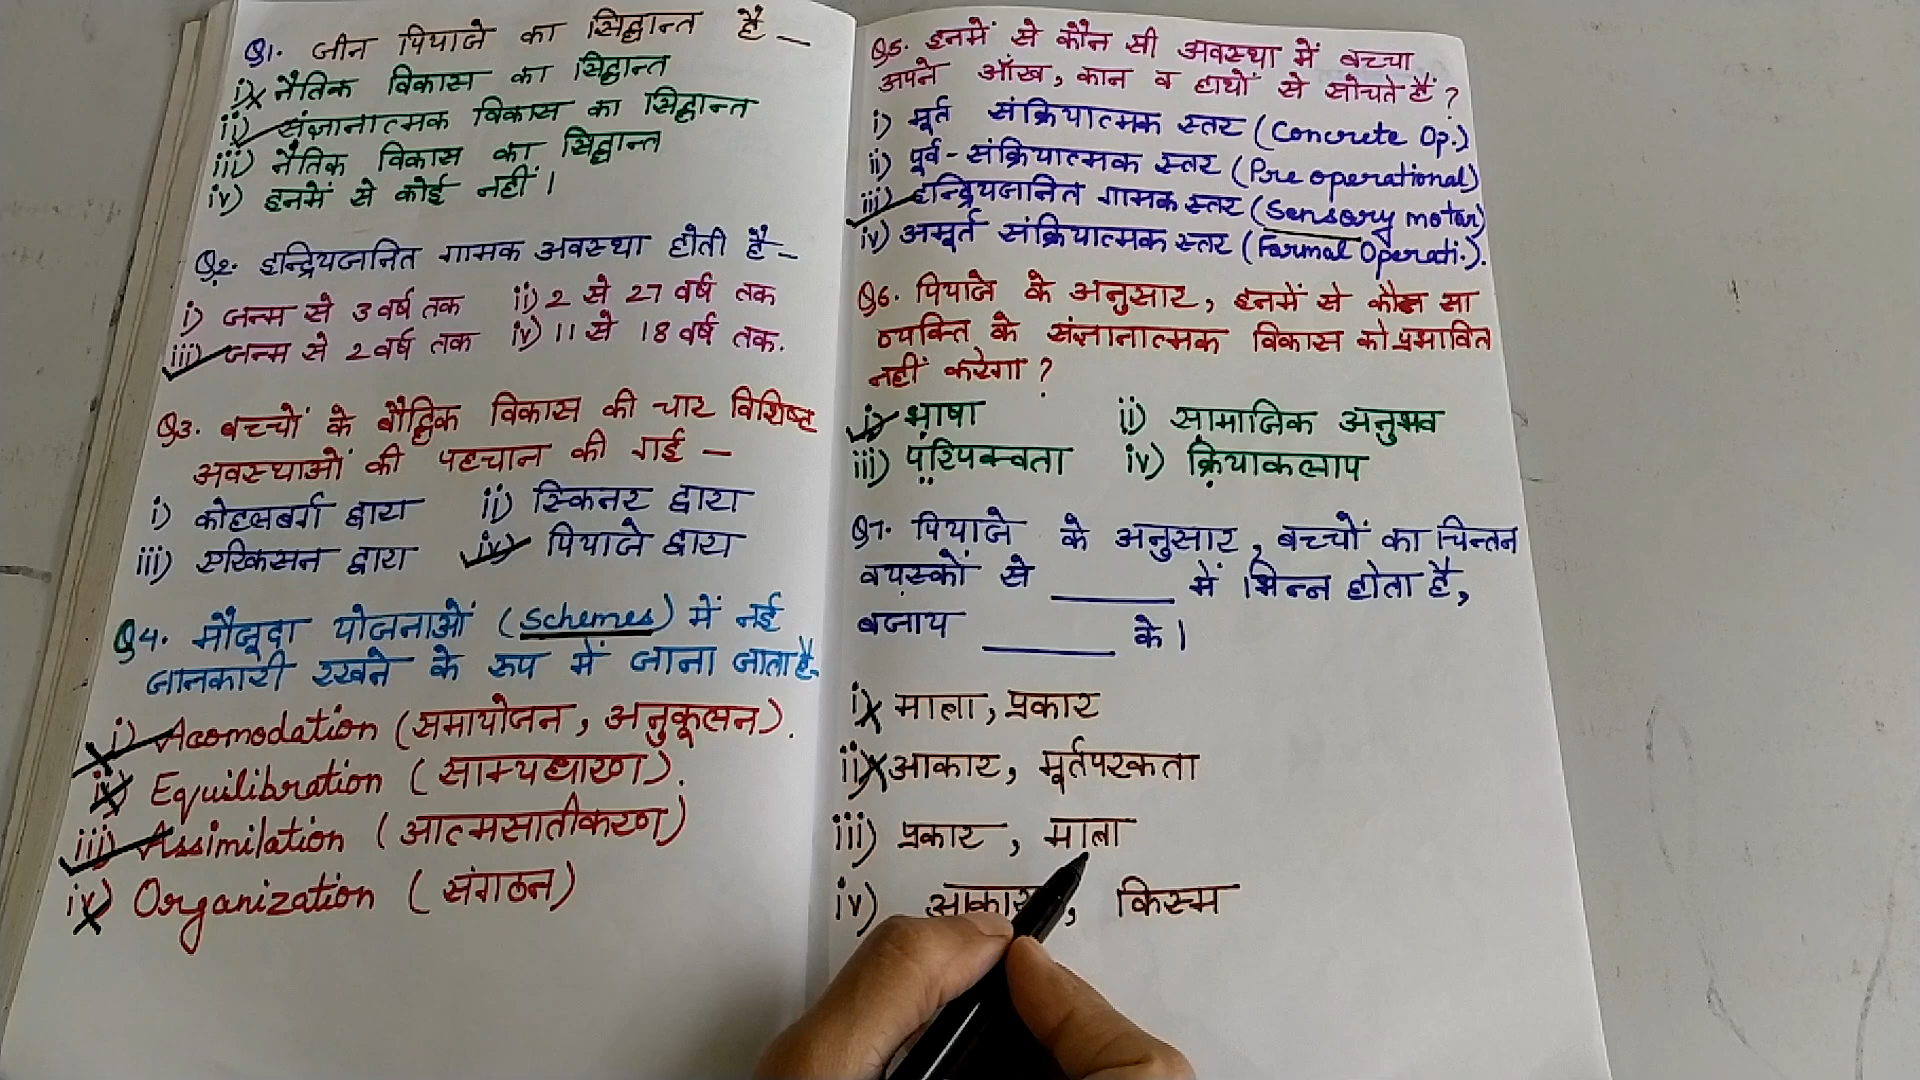 Q1. जीन पियाजे का सिद्धान्त है –
i) नैतिक विकास का सिद्धान्त
ii) संज्ञानात्मक विकास का सिद्धान्त
iii) नैतिक विकास का सिद्धान्त
iv) इनमें से कोई नहीं।
Q2. इन्द्रियजनित गामक अवस्था होती है –
i) जन्म से 3 वर्ष तक ii) 2 से 27 वर्ष तक
iii) जन्म से 2 वर्ष तक iv) 11 से 18 वर्ष तक.
Q3. बच्चों के बौद्धिक विकास की चार विशिष्ट
अवस्थाओं की पहचान की गई –
i) कोहलबर्ग द्वारा ii) स्किनर द्वारा
iii) एरिकसन द्वारा iv) पियाजे द्वारा
Q4. मौजूदा योजनाओं (schemes) में नई
जानकारी रखने के रूप में जाना जाता है-
i) Acomodation (समायोजन, अनुकूलन).
ii) Equilibration (साम्यधारण).
iii) Assimilation (आत्मसातीकरण)
iv) Organization (संगठन)
Q5. इनमें से कौन सी अवस्था में बच्चा
अपने आँख, कान व हाथों से सोचते हैं ?
i) मूर्त संक्रियात्मक स्तर (Concrete Op.)
ii) पूर्व-संक्रियात्मक स्तर (Pre operational)
iii) इन्द्रियजनित गामक स्तर (Sensory motor)
iv) अमूर्त संक्रियात्मक स्तर (Farmal Operati.).
Q6. पियाजे के अनुसार, इनमें से कौन सा
व्यक्ति के संज्ञानात्मक विकास को प्रभावित
नहीं करेगा ?
i) भाषा ii) सामाजिक अनुभव
iii) परिपक्वता iv) क्रियाकलाप
Q7. पियाजे के अनुसार, बच्चों का चिन्तन
वयस्कों से ______ में भिन्न होता है,
बजाय ______ के।
i) माला, प्रकार
ii) आकार, मूर्तपरकता
iii) प्रकार, माला
iv) आकार, किस्म